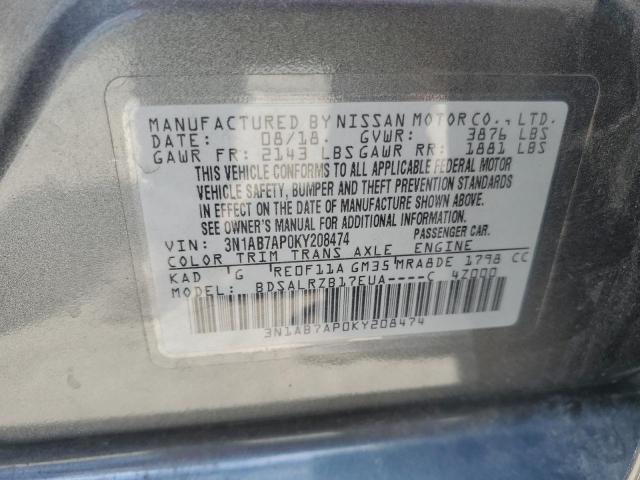 MANUFACTURED BY NISSAN MOTOR CO., LTD.
DATE: 08/18 GVWR: 3876 LBS
GAWR FR: 2143 LBS GAWR RR: 1881 LBS
THIS VEHICLE CONFORMS TO ALL APPLICABLE FEDERAL MOTOR
VEHICLE SAFETY, BUMPER AND THEFT PREVENTION STANDARDS
IN EFFECT ON THE DATE OF MANUFACTURE SHOWN ABOVE.
SEE OWNER'S MANUAL FOR ADDITIONAL INFORMATION.
VIN: 3N1AB7AP0KY208474 PASSENGER CAR.
COLOR TRIM TRANS AXLE ENGINE
KAD G RE0F11A GM35 MRA8DE 1798 CC
MODEL: BDSALRZB17EUA----C 4Z000
3N1AB7AP0KY208474